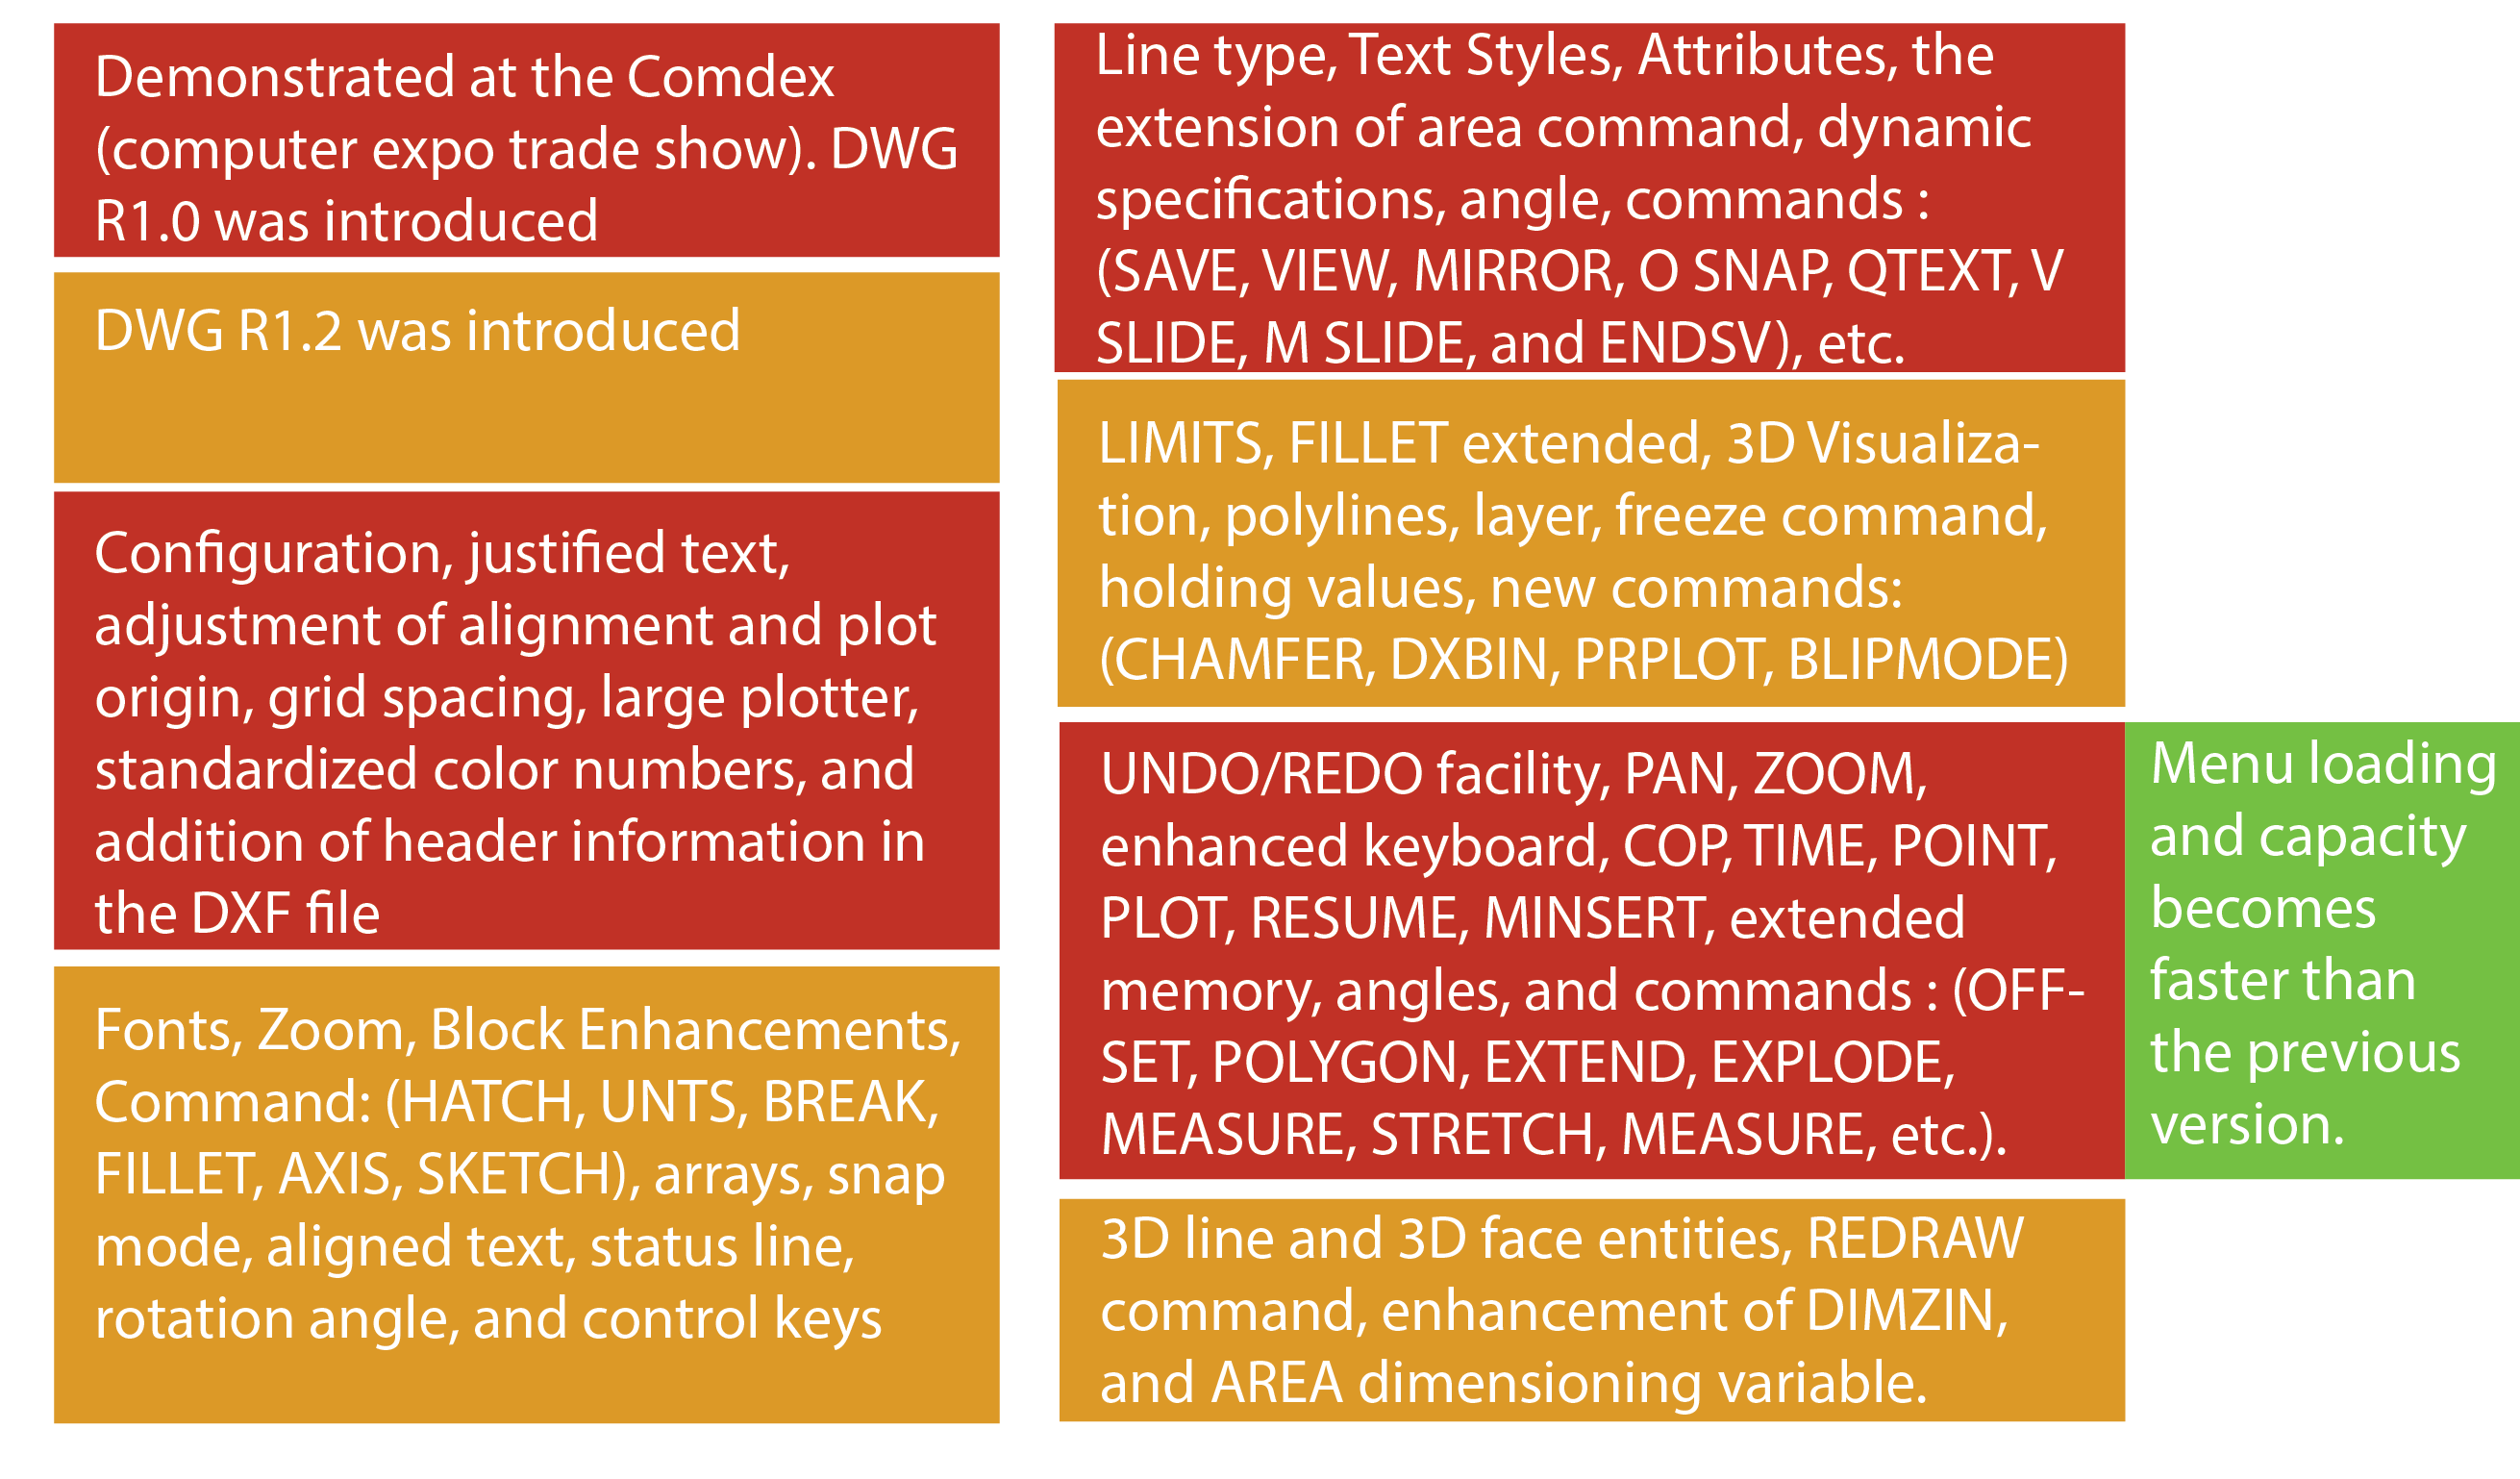 Demonstrated at the Comdex
(computer expo trade show). DWG
R1.0 was introduced
DWG R1.2 was introduced
Configuration, justified text,
adjustment of alignment and plot
origin, grid spacing, large plotter,
standardized color numbers, and
addition of header information in
the DXF file
Fonts, Zoom, Block Enhancements,
Command: (HATCH, UNTS, BREAK,
FILLET, AXIS, SKETCH), arrays, snap
mode, aligned text, status line,
rotation angle, and control keys
Line type, Text Styles, Attributes, the
extension of area command, dynamic
specifications, angle, commands :
(SAVE, VIEW, MIRROR, O SNAP, QTEXT, V
SLIDE, M SLIDE, and ENDSV), etc.
LIMITS, FILLET extended, 3D Visualiza-
tion, polylines, layer, freeze command,
holding values, new commands:
(CHAMFER, DXBIN, PRPLOT, BLIPMODE)
UNDO/REDO facility, PAN, ZOOM,
enhanced keyboard, COP, TIME, POINT,
PLOT, RESUME, MINSERT, extended
memory, angles, and commands : (OFF-
SET, POLYGON, EXTEND, EXPLODE,
MEASURE, STRETCH, MEASURE, etc.).
Menu loading
and capacity
becomes
faster than
the previous
version.
3D line and 3D face entities, REDRAW
command, enhancement of DIMZIN,
and AREA dimensioning variable.